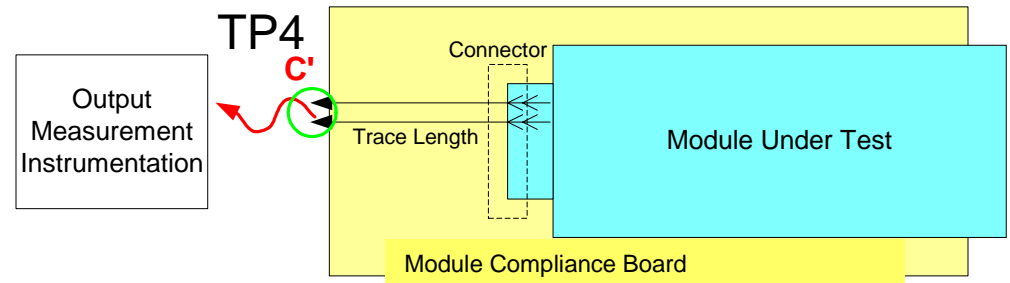 TP4
C'
Connector
Output
Measurement
Instrumentation
Trace Length
Module Under Test
Module Compliance Board